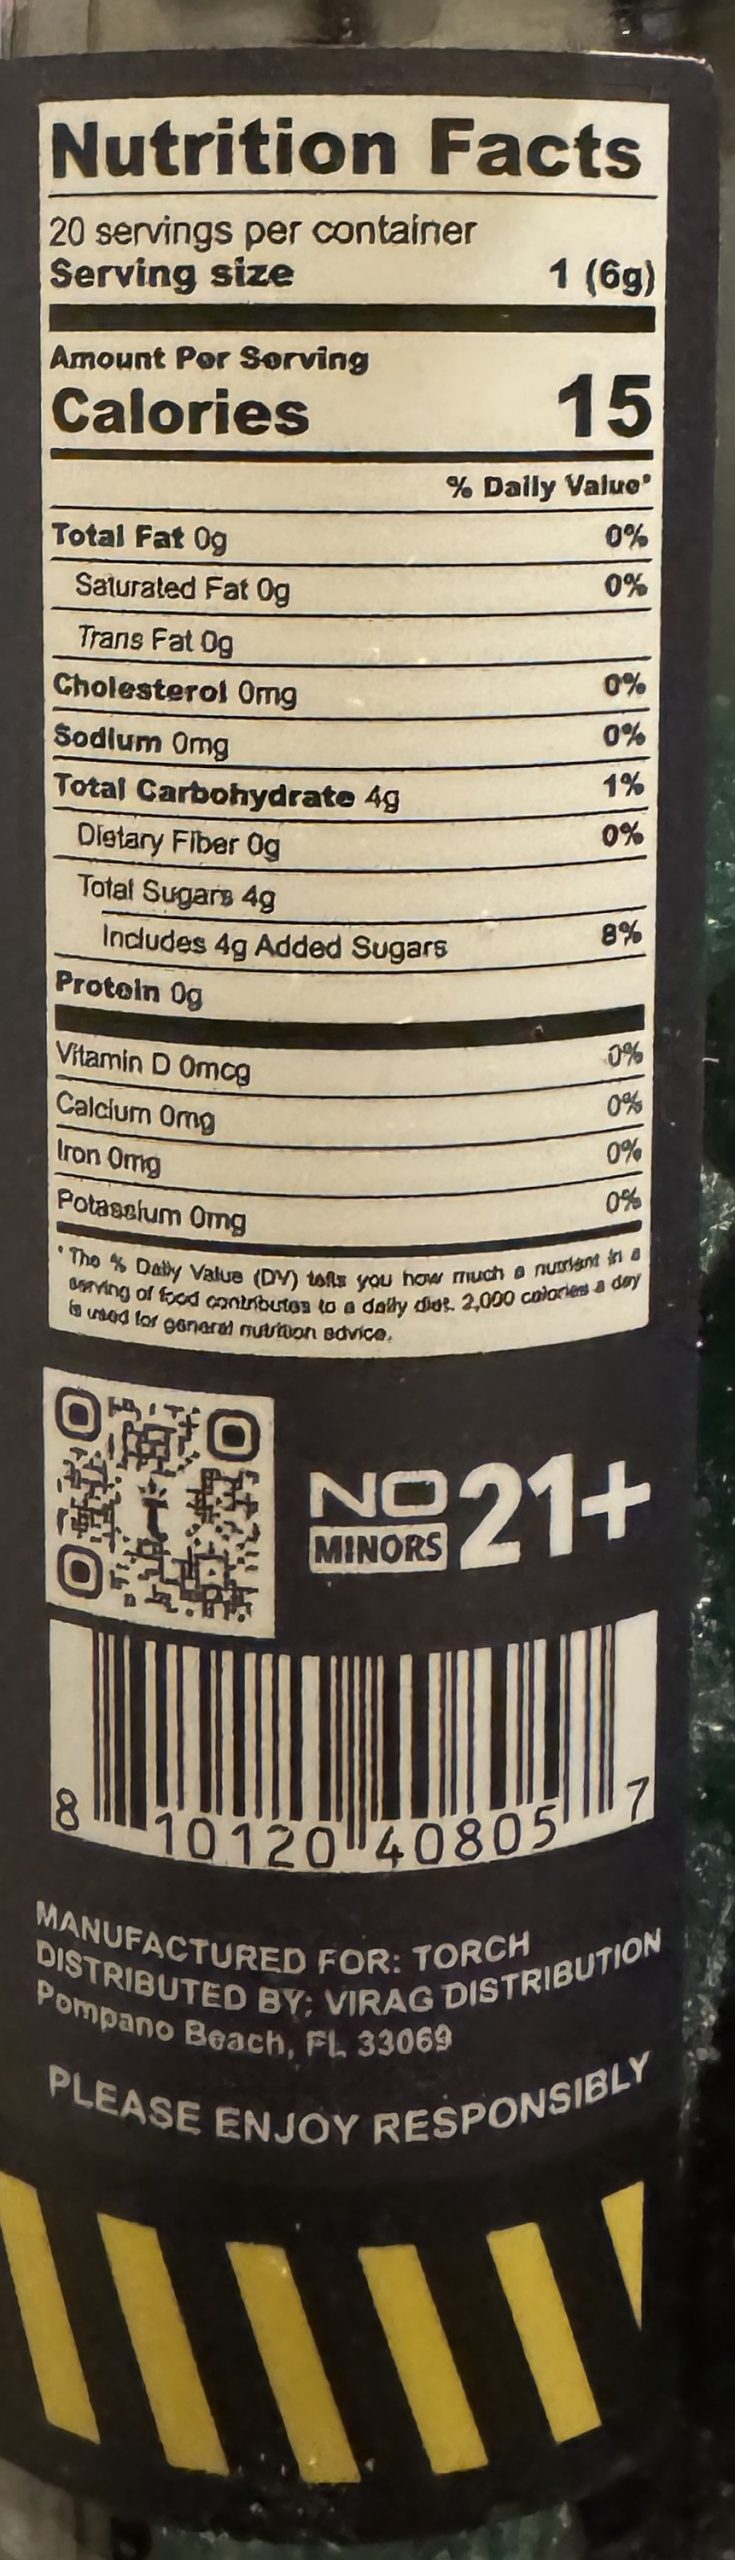 Nutrition Facts
20 servings per container
Serving size 1 (6g)
Amount Per Serving
Calories 15
% Daily Value*
Total Fat 0g 0%
Saturated Fat 0g 0%
Trans Fat 0g
Cholesterol 0mg 0%
Sodium 0mg 0%
Total Carbohydrate 4g 1%
Dietary Fiber 0g 0%
Total Sugars 4g
Includes 4g Added Sugars 8%
Protein 0g
Vitamin D 0mcg 0%
Calcium 0mg 0%
Iron 0mg 0%
Potassium 0mg 0%
* The % Daily Value (DV) tells you how much a nutrient in a
serving of food contributes to a daily diet. 2,000 calories a day
is used for general nutrition advice.
NO 21+
MINORS
8 10120 40805 7
MANUFACTURED FOR: TORCH
DISTRIBUTED BY: VIRAG DISTRIBUTION
Pompano Beach, FL 33069
PLEASE ENJOY RESPONSIBLY